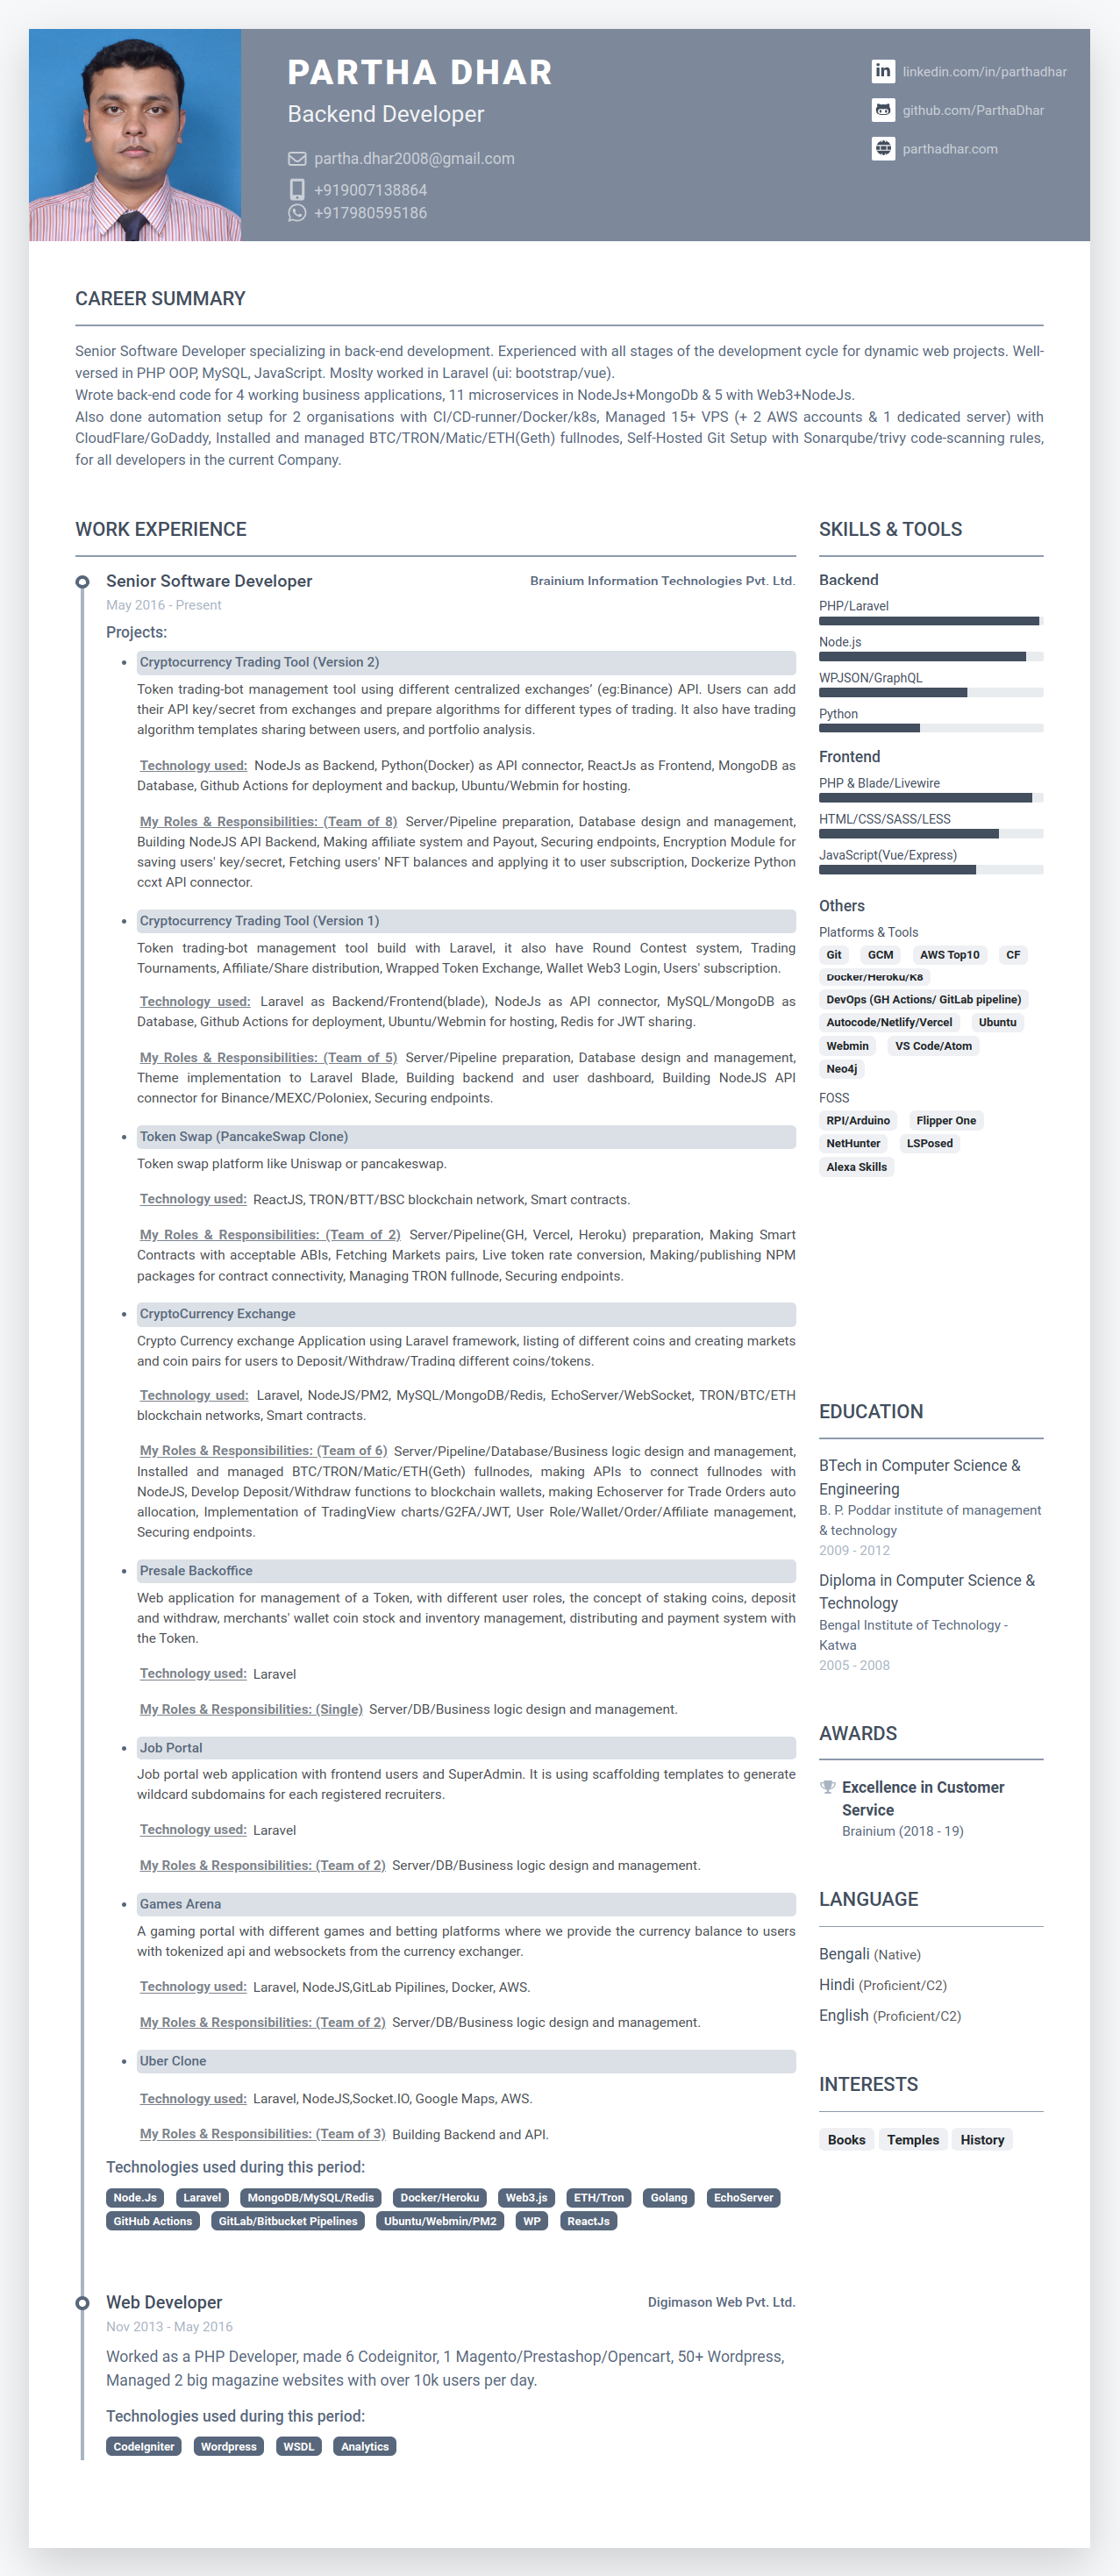 PARTHA DHAR
Backend Developer
partha.dhar2008@gmail.com
+919007138864
+917980595186
linkedin.com/in/parthadhar
github.com/ParthaDhar
parthadhar.com
CAREER SUMMARY
Senior Software Developer specializing in back-end development. Experienced with all stages of the development cycle for dynamic web projects. Well-
versed in PHP OOP, MySQL, JavaScript. Moslty worked in Laravel (ui: bootstrap/vue).
Wrote back-end code for 4 working business applications, 11 microservices in NodeJs+MongoDb & 5 with Web3+NodeJs.
Also done automation setup for 2 organisations with CI/CD-runner/Docker/k8s, Managed 15+ VPS (+ 2 AWS accounts & 1 dedicated server) with
CloudFlare/GoDaddy, Installed and managed BTC/TRON/Matic/ETH(Geth) fullnodes, Self-Hosted Git Setup with Sonarqube/trivy code-scanning rules,
for all developers in the current Company.
WORK EXPERIENCE
Senior Software Developer
Brainium Information Technologies Pvt. Ltd.
May 2016 - Present
Projects:
• Cryptocurrency Trading Tool (Version 2)
Token trading-bot management tool using different centralized exchanges’ (eg:Binance) API. Users can add
their API key/secret from exchanges and prepare algorithms for different types of trading. It also have trading
algorithm templates sharing between users, and portfolio analysis.
Technology used: NodeJs as Backend, Python(Docker) as API connector, ReactJs as Frontend, MongoDB as
Database, Github Actions for deployment and backup, Ubuntu/Webmin for hosting.
My Roles & Responsibilities: (Team of 8) Server/Pipeline preparation, Database design and management,
Building NodeJS API Backend, Making affiliate system and Payout, Securing endpoints, Encryption Module for
saving users' key/secret, Fetching users' NFT balances and applying it to user subscription, Dockerize Python
ccxt API connector.
• Cryptocurrency Trading Tool (Version 1)
Token trading-bot management tool build with Laravel, it also have Round Contest system, Trading
Tournaments, Affiliate/Share distribution, Wrapped Token Exchange, Wallet Web3 Login, Users' subscription.
Technology used: Laravel as Backend/Frontend(blade), NodeJs as API connector, MySQL/MongoDB as
Database, Github Actions for deployment, Ubuntu/Webmin for hosting, Redis for JWT sharing.
My Roles & Responsibilities: (Team of 5) Server/Pipeline preparation, Database design and management,
Theme implementation to Laravel Blade, Building backend and user dashboard, Building NodeJS API
connector for Binance/MEXC/Poloniex, Securing endpoints.
• Token Swap (PancakeSwap Clone)
Token swap platform like Uniswap or pancakeswap.
Technology used: ReactJS, TRON/BTT/BSC blockchain network, Smart contracts.
My Roles & Responsibilities: (Team of 2) Server/Pipeline(GH, Vercel, Heroku) preparation, Making Smart
Contracts with acceptable ABIs, Fetching Markets pairs, Live token rate conversion, Making/publishing NPM
packages for contract connectivity, Managing TRON fullnode, Securing endpoints.
• CryptoCurrency Exchange
Crypto Currency exchange Application using Laravel framework, listing of different coins and creating markets
and coin pairs for users to Deposit/Withdraw/Trading different coins/tokens.
Technology used: Laravel, NodeJS/PM2, MySQL/MongoDB/Redis, EchoServer/WebSocket, TRON/BTC/ETH
blockchain networks, Smart contracts.
My Roles & Responsibilities: (Team of 6) Server/Pipeline/Database/Business logic design and management,
Installed and managed BTC/TRON/Matic/ETH(Geth) fullnodes, making APIs to connect fullnodes with
NodeJS, Develop Deposit/Withdraw functions to blockchain wallets, making Echoserver for Trade Orders auto
allocation, Implementation of TradingView charts/G2FA/JWT, User Role/Wallet/Order/Affiliate management,
Securing endpoints.
• Presale Backoffice
Web application for management of a Token, with different user roles, the concept of staking coins, deposit
and withdraw, merchants' wallet coin stock and inventory management, distributing and payment system with
the Token.
Technology used: Laravel
My Roles & Responsibilities: (Single) Server/DB/Business logic design and management.
• Job Portal
Job portal web application with frontend users and SuperAdmin. It is using scaffolding templates to generate
wildcard subdomains for each registered recruiters.
Technology used: Laravel
My Roles & Responsibilities: (Team of 2) Server/DB/Business logic design and management.
• Games Arena
A gaming portal with different games and betting platforms where we provide the currency balance to users
with tokenized api and websockets from the currency exchanger.
Technology used: Laravel, NodeJS,GitLab Pipilines, Docker, AWS.
My Roles & Responsibilities: (Team of 2) Server/DB/Business logic design and management.
• Uber Clone
Technology used: Laravel, NodeJS,Socket.IO, Google Maps, AWS.
My Roles & Responsibilities: (Team of 3) Building Backend and API.
Technologies used during this period:
Node.Js Laravel MongoDB/MySQL/Redis Docker/Heroku Web3.js ETH/Tron Golang EchoServer
GitHub Actions GitLab/Bitbucket Pipelines Ubuntu/Webmin/PM2 WP ReactJs
Web Developer
Digimason Web Pvt. Ltd.
Nov 2013 - May 2016
Worked as a PHP Developer, made 6 Codeignitor, 1 Magento/Prestashop/Opencart, 50+ Wordpress,
Managed 2 big magazine websites with over 10k users per day.
Technologies used during this period:
CodeIgniter Wordpress WSDL Analytics
SKILLS & TOOLS
Backend
PHP/Laravel
Node.js
WPJSON/GraphQL
Python
Frontend
PHP & Blade/Livewire
HTML/CSS/SASS/LESS
JavaScript(Vue/Express)
Others
Platforms & Tools
Git GCM AWS Top10 CF
Docker/Heroku/K8
DevOps (GH Actions/ GitLab pipeline)
Autocode/Netlify/Vercel Ubuntu
Webmin VS Code/Atom
Neo4j
FOSS
RPI/Arduino Flipper One
NetHunter LSPosed
Alexa Skills
EDUCATION
BTech in Computer Science &
Engineering
B. P. Poddar institute of management
& technology
2009 - 2012
Diploma in Computer Science &
Technology
Bengal Institute of Technology -
Katwa
2005 - 2008
AWARDS
Excellence in Customer
Service
Brainium (2018 - 19)
LANGUAGE
Bengali (Native)
Hindi (Proficient/C2)
English (Proficient/C2)
INTERESTS
Books Temples History